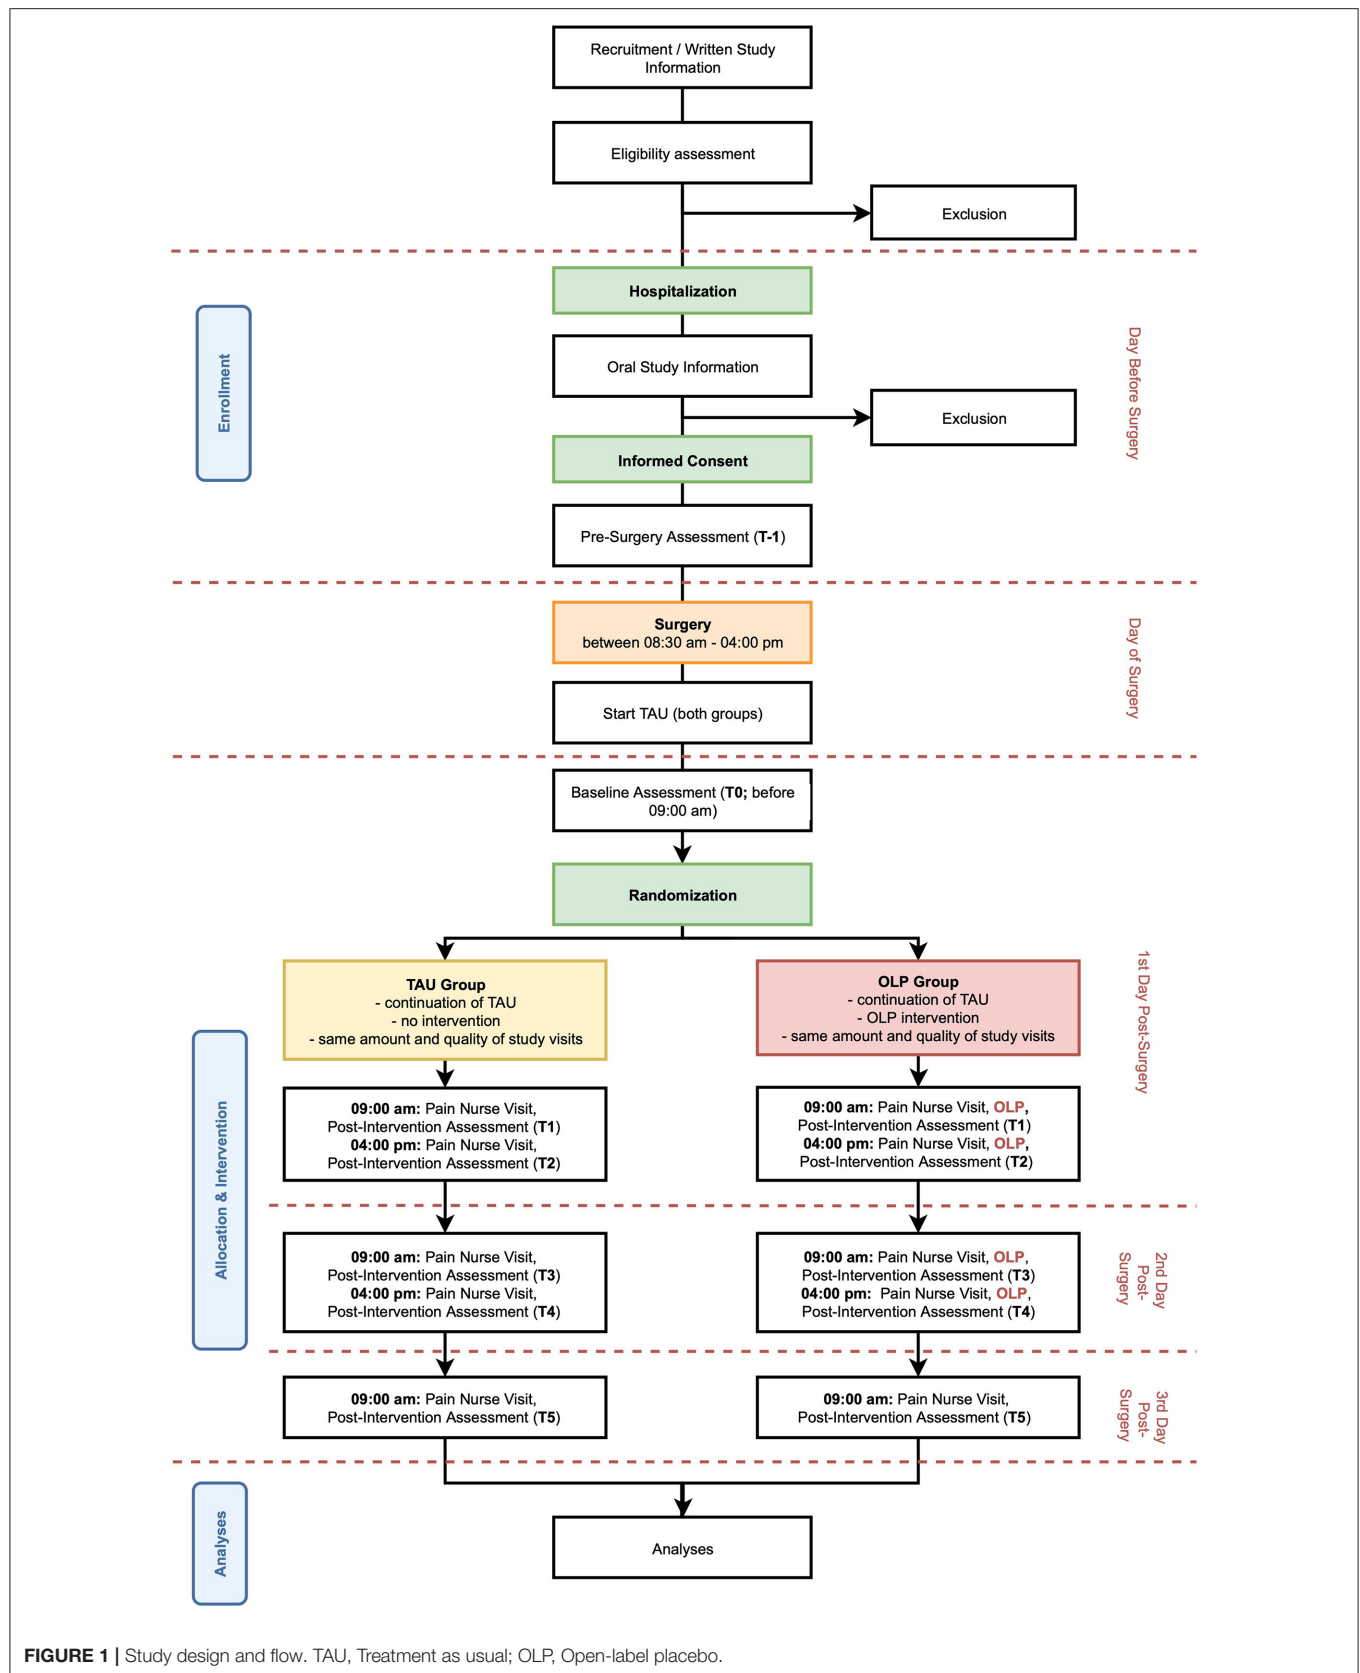 Recruitment / Written Study
Information
Eligibility assessment
Exclusion
Hospitalization
Oral Study Information
Exclusion
Informed Consent
Pre-Surgery Assessment (T-1)
Enrollment
Day Before Surgery
Surgery
between 08:30 am - 04:00 pm
Start TAU (both groups)
Day of Surgery
Baseline Assessment (T0; before
09:00 am)
Randomization
TAU Group
- continuation of TAU
- no intervention
- same amount and quality of study visits
OLP Group
- continuation of TAU
- OLP intervention
- same amount and quality of study visits
1st Day Post-Surgery
Allocation & Intervention
09:00 am: Pain Nurse Visit,
Post-Intervention Assessment (T1)
04:00 pm: Pain Nurse Visit,
Post-Intervention Assessment (T2)
09:00 am: Pain Nurse Visit, OLP,
Post-Intervention Assessment (T1)
04:00 pm: Pain Nurse Visit, OLP,
Post-Intervention Assessment (T2)
09:00 am: Pain Nurse Visit,
Post-Intervention Assessment (T3)
04:00 pm: Pain Nurse Visit,
Post-Intervention Assessment (T4)
09:00 am: Pain Nurse Visit, OLP,
Post-Intervention Assessment (T3)
04:00 pm: Pain Nurse Visit, OLP,
Post-Intervention Assessment (T4)
2nd Day
Post-
Surgery
09:00 am: Pain Nurse Visit,
Post-Intervention Assessment (T5)
09:00 am: Pain Nurse Visit,
Post-Intervention Assessment (T5)
3rd Day
Post-
Surgery
Analyses
Analyses
FIGURE 1 | Study design and flow. TAU, Treatment as usual; OLP, Open-label placebo.